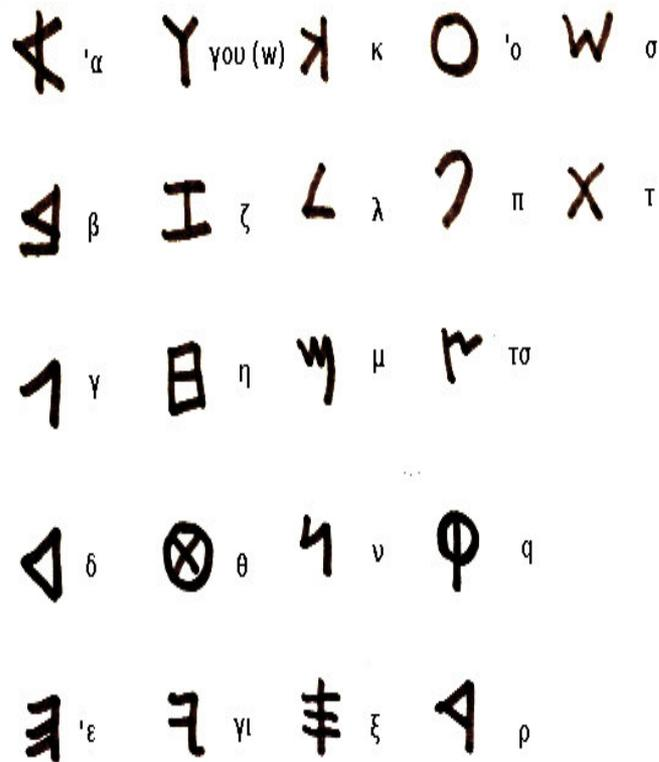 𐤀 'α 𐤅 γου (w) 𐤊 κ 𐤏 'ο 𐤔 σ
𐤁 β 𐤆 ζ 𐤋 λ 𐤐 π 𐤕 τ
𐤂 γ 𐤇 η 𐤌 μ 𐤑 τσ
𐤃 δ 𐤈 θ 𐤍 ν 𐤒 q
𐤄 'ε 𐤉 γι 𐤎 ξ 𐤓 ρ